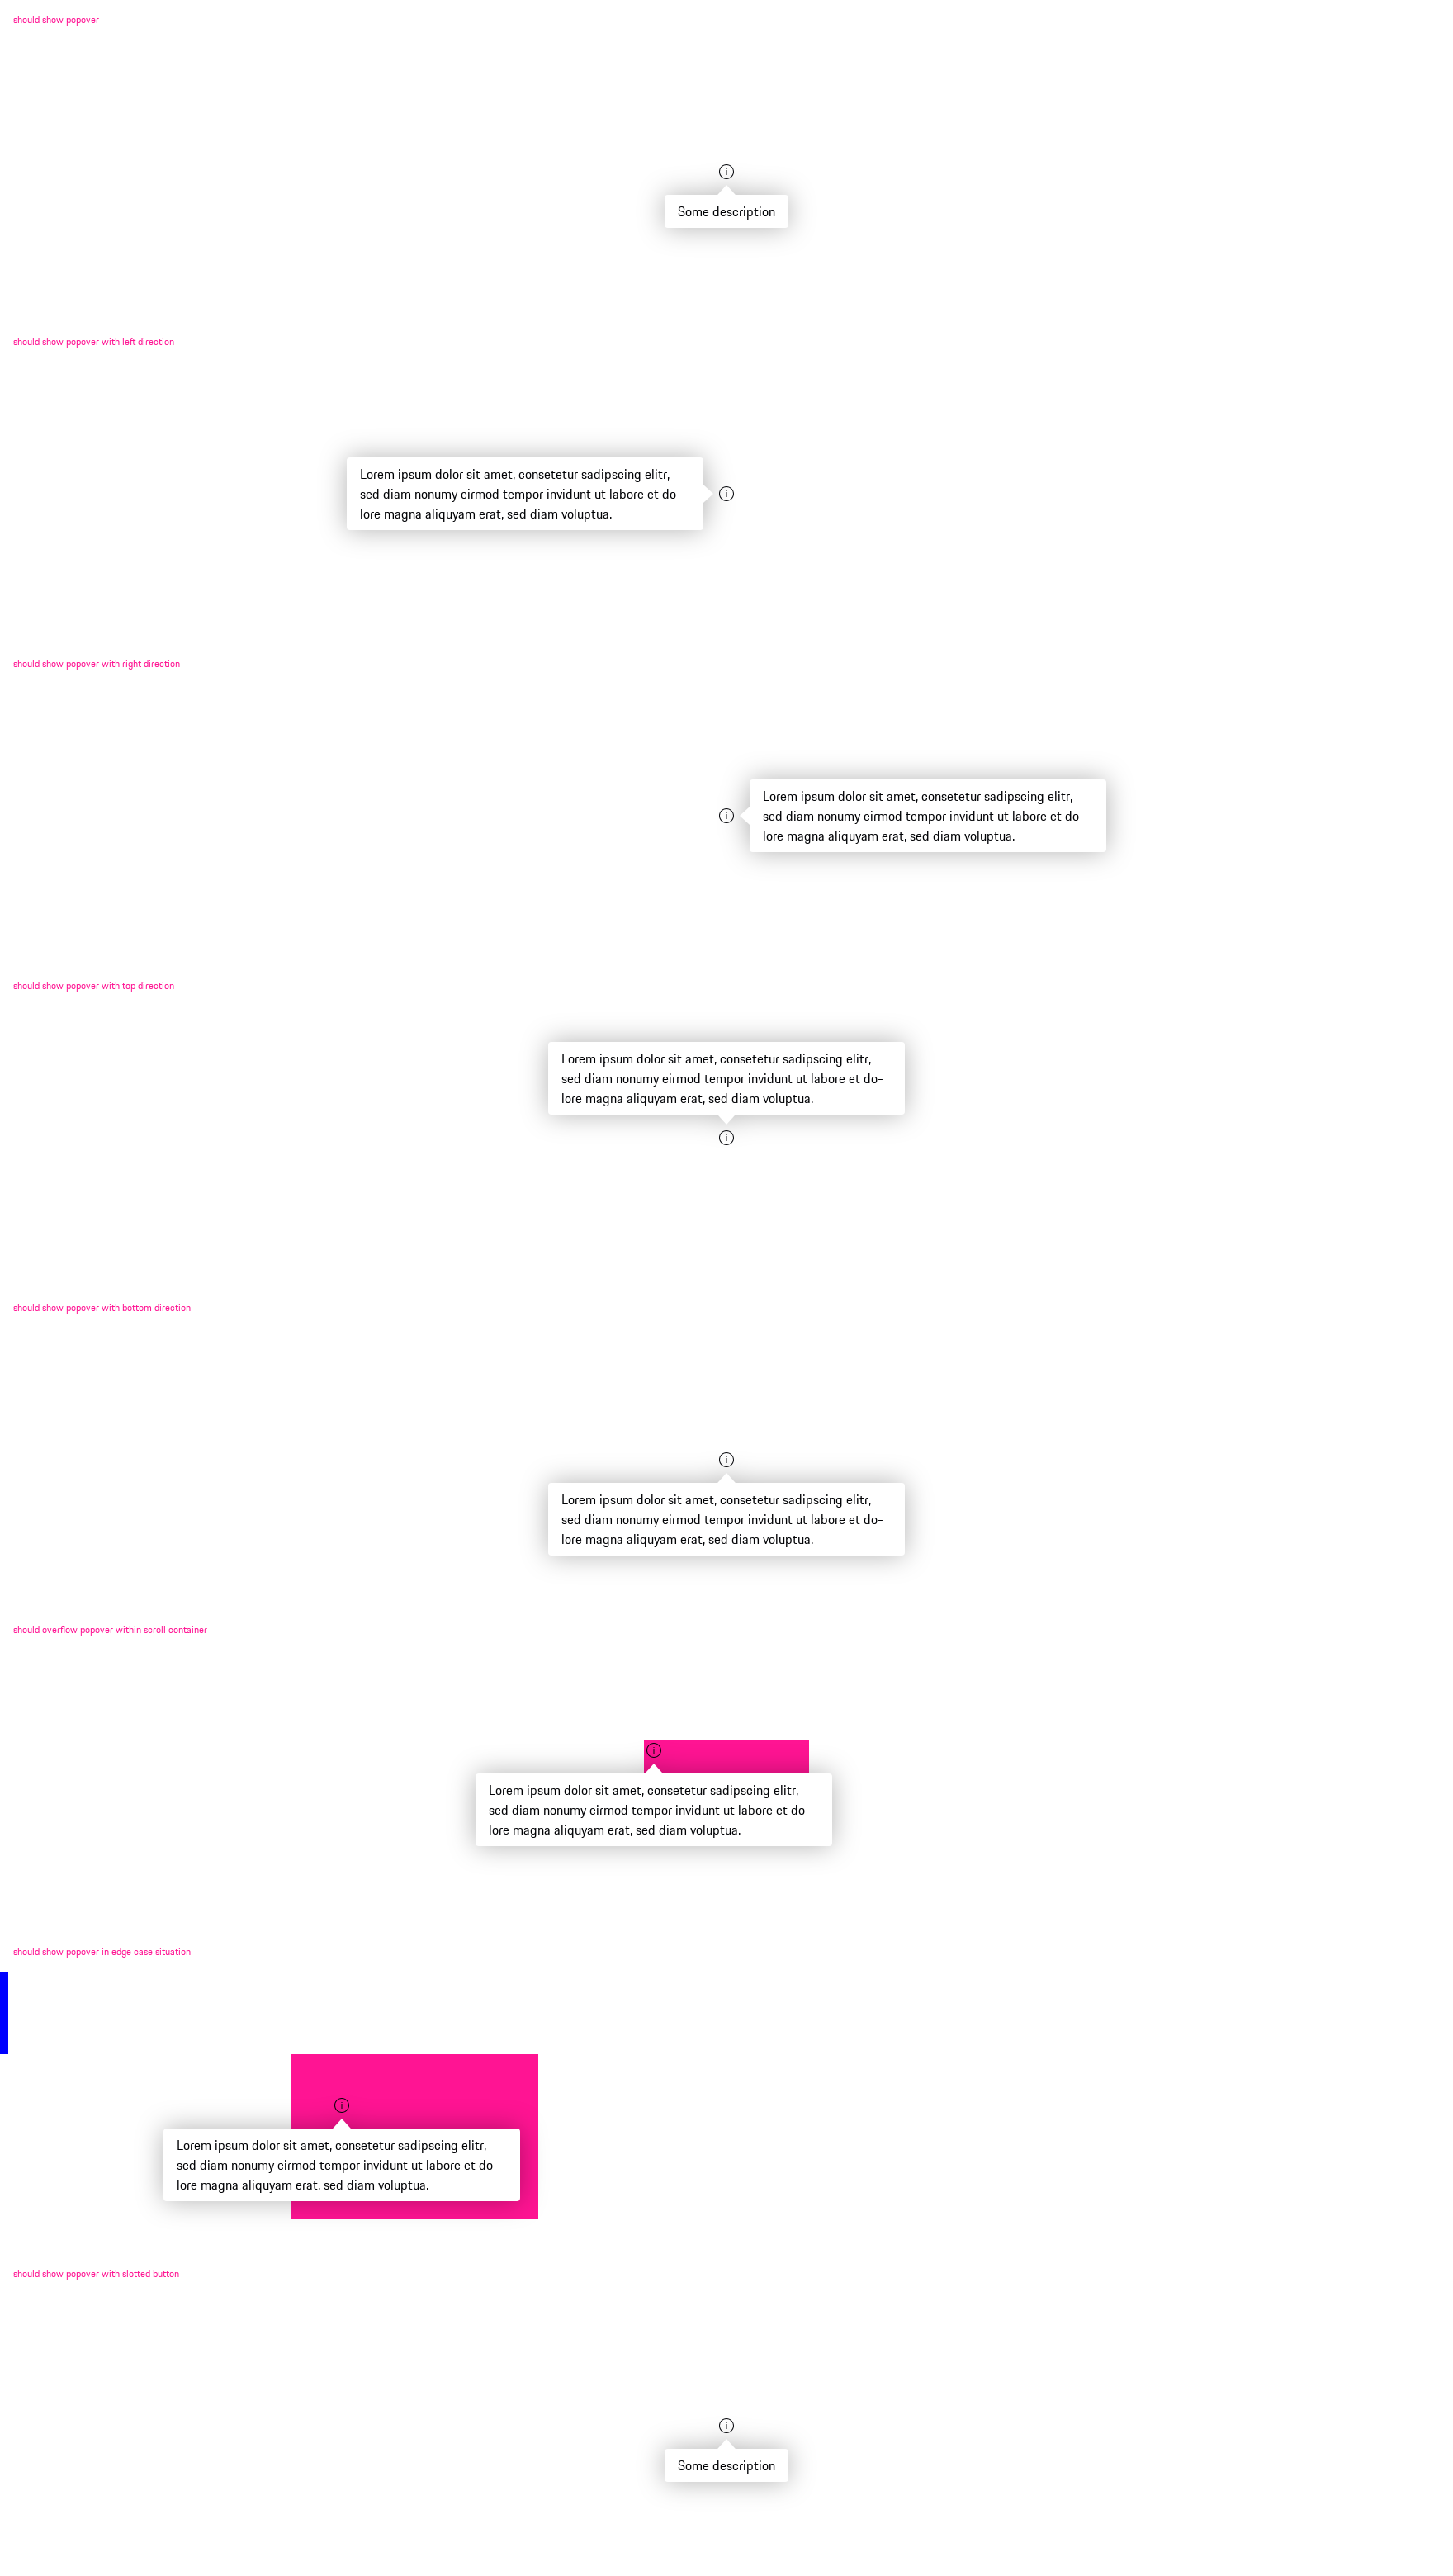 should show popover
i
Some description
should show popover with left direction
Lorem ipsum dolor sit amet, consetetur sadipscing elitr,
sed diam nonumy eirmod tempor invidunt ut labore et do-
lore magna aliquyam erat, sed diam voluptua.
i
should show popover with right direction
i
Lorem ipsum dolor sit amet, consetetur sadipscing elitr,
sed diam nonumy eirmod tempor invidunt ut labore et do-
lore magna aliquyam erat, sed diam voluptua.
should show popover with top direction
Lorem ipsum dolor sit amet, consetetur sadipscing elitr,
sed diam nonumy eirmod tempor invidunt ut labore et do-
lore magna aliquyam erat, sed diam voluptua.
i
should show popover with bottom direction
i
Lorem ipsum dolor sit amet, consetetur sadipscing elitr,
sed diam nonumy eirmod tempor invidunt ut labore et do-
lore magna aliquyam erat, sed diam voluptua.
should overflow popover within scroll container
i
Lorem ipsum dolor sit amet, consetetur sadipscing elitr,
sed diam nonumy eirmod tempor invidunt ut labore et do-
lore magna aliquyam erat, sed diam voluptua.
should show popover in edge case situation
i
Lorem ipsum dolor sit amet, consetetur sadipscing elitr,
sed diam nonumy eirmod tempor invidunt ut labore et do-
lore magna aliquyam erat, sed diam voluptua.
should show popover with slotted button
i
Some description